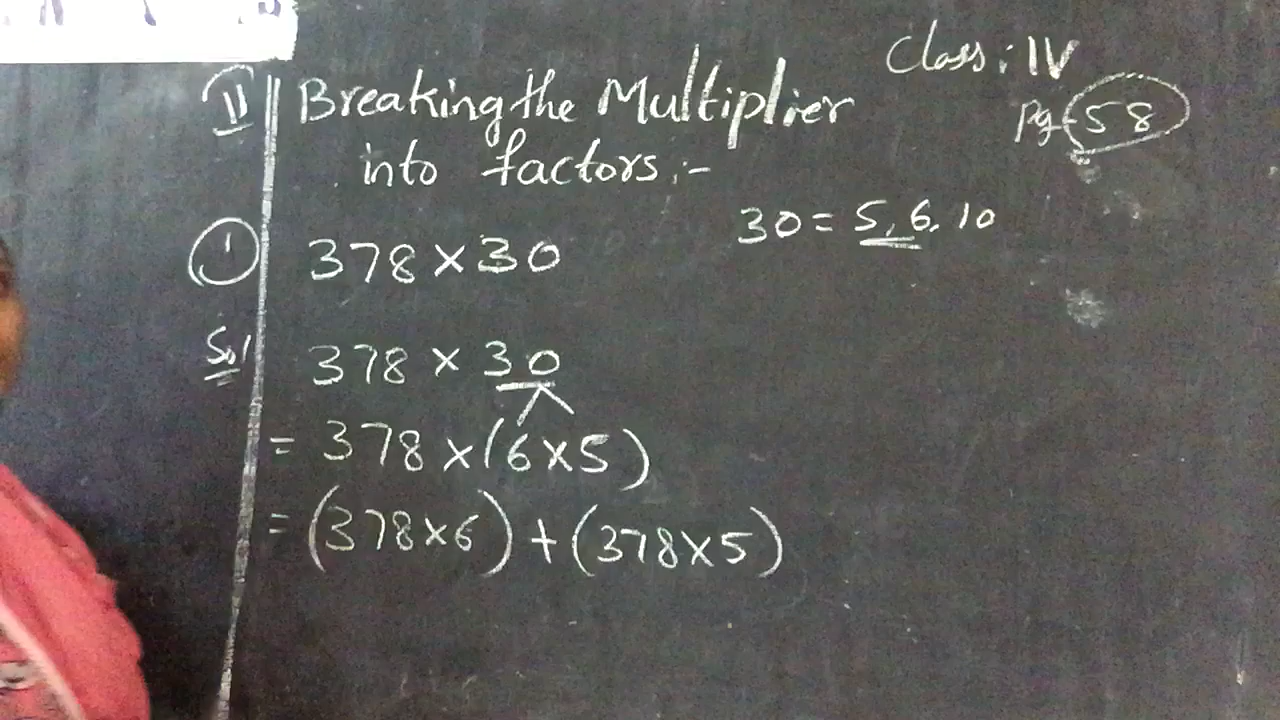 II Breaking the Multiplier
into factors :-
Class : IV
Pg - 58
30 = 5, 6, 10
1 378 × 30
Sol 378 × 30
= 378 × (6 × 5)
= (378 × 6) + (378 × 5)